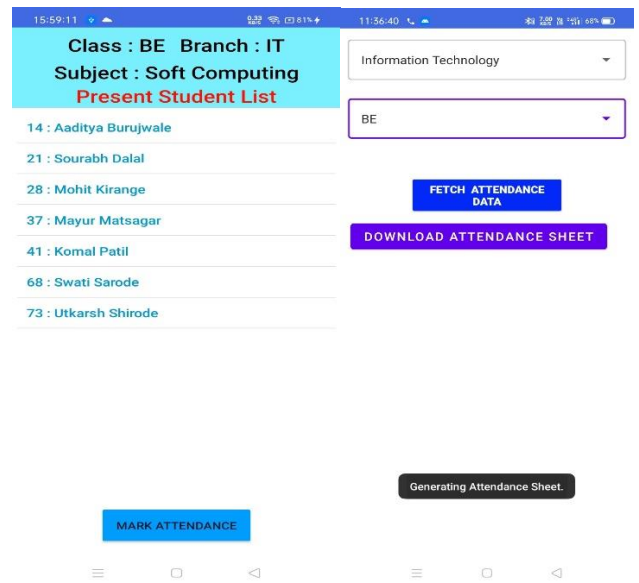 15:59:11
81%
Class : BE Branch : IT
Subject : Soft Computing
Present Student List
14 : Aaditya Burujwale
21 : Sourabh Dalal
28 : Mohit Kirange
37 : Mayur Matsagar
41 : Komal Patil
68 : Swati Sarode
73 : Utkarsh Shirode
MARK ATTENDANCE
11:36:40
68%
Information Technology
BE
FETCH ATTENDANCE
DATA
DOWNLOAD ATTENDANCE SHEET
Generating Attendance Sheet.